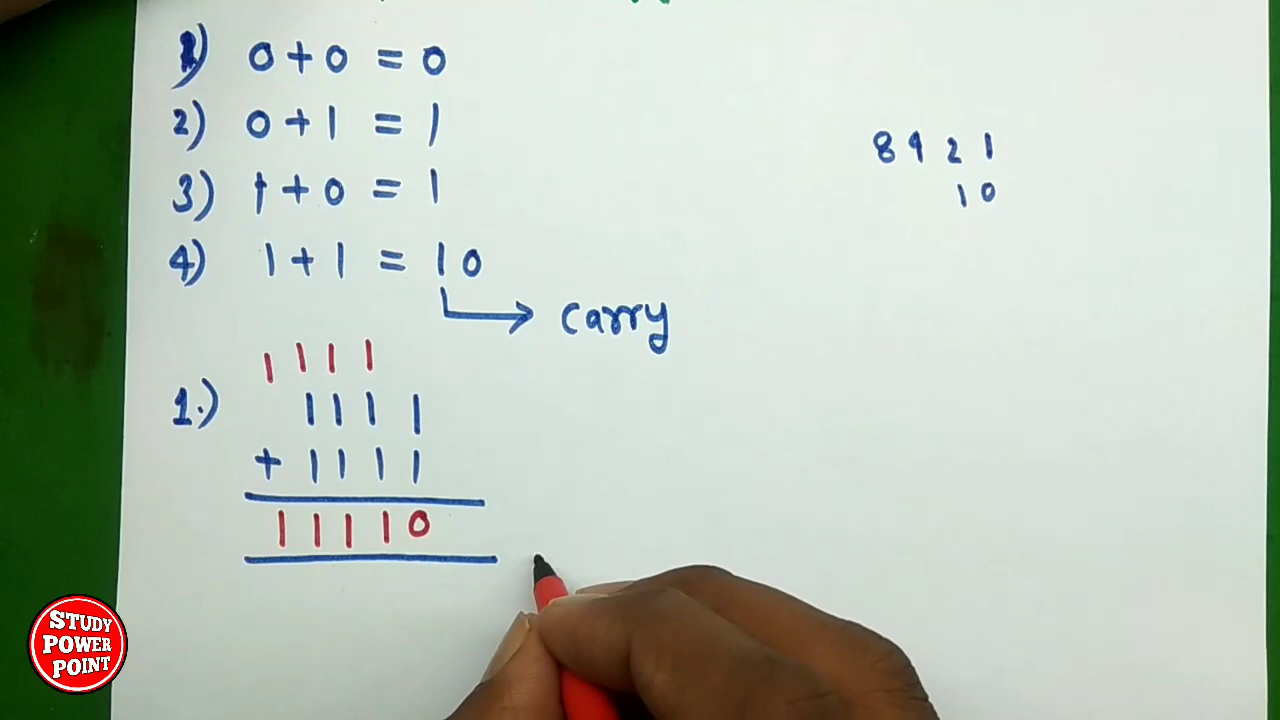 1) 0 + 0 = 0
2) 0 + 1 = 1
3) 1 + 0 = 1
4) 1 + 1 = 1 0
Carry
8 4 2 1
1 0
1 1 1 1
1.) 1 1 1 1
+ 1 1 1 1
1 1 1 1 0
STUDY
POWER
POINT